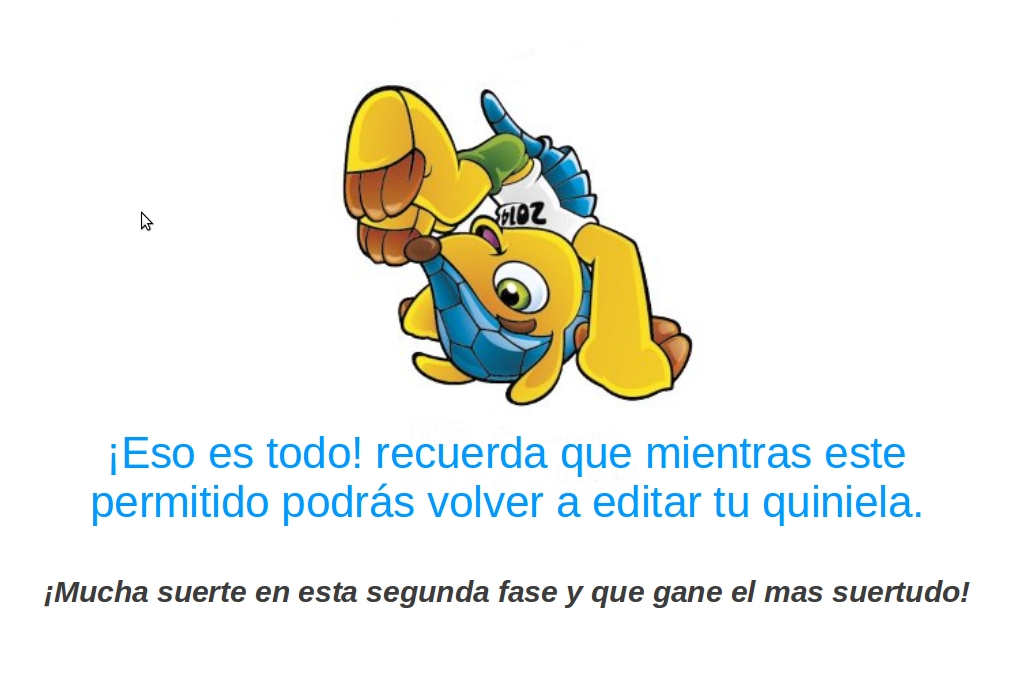 2014
¡Eso es todo! recuerda que mientras este
permitido podrás volver a editar tu quiniela.
¡Mucha suerte en esta segunda fase y que gane el mas suertudo!